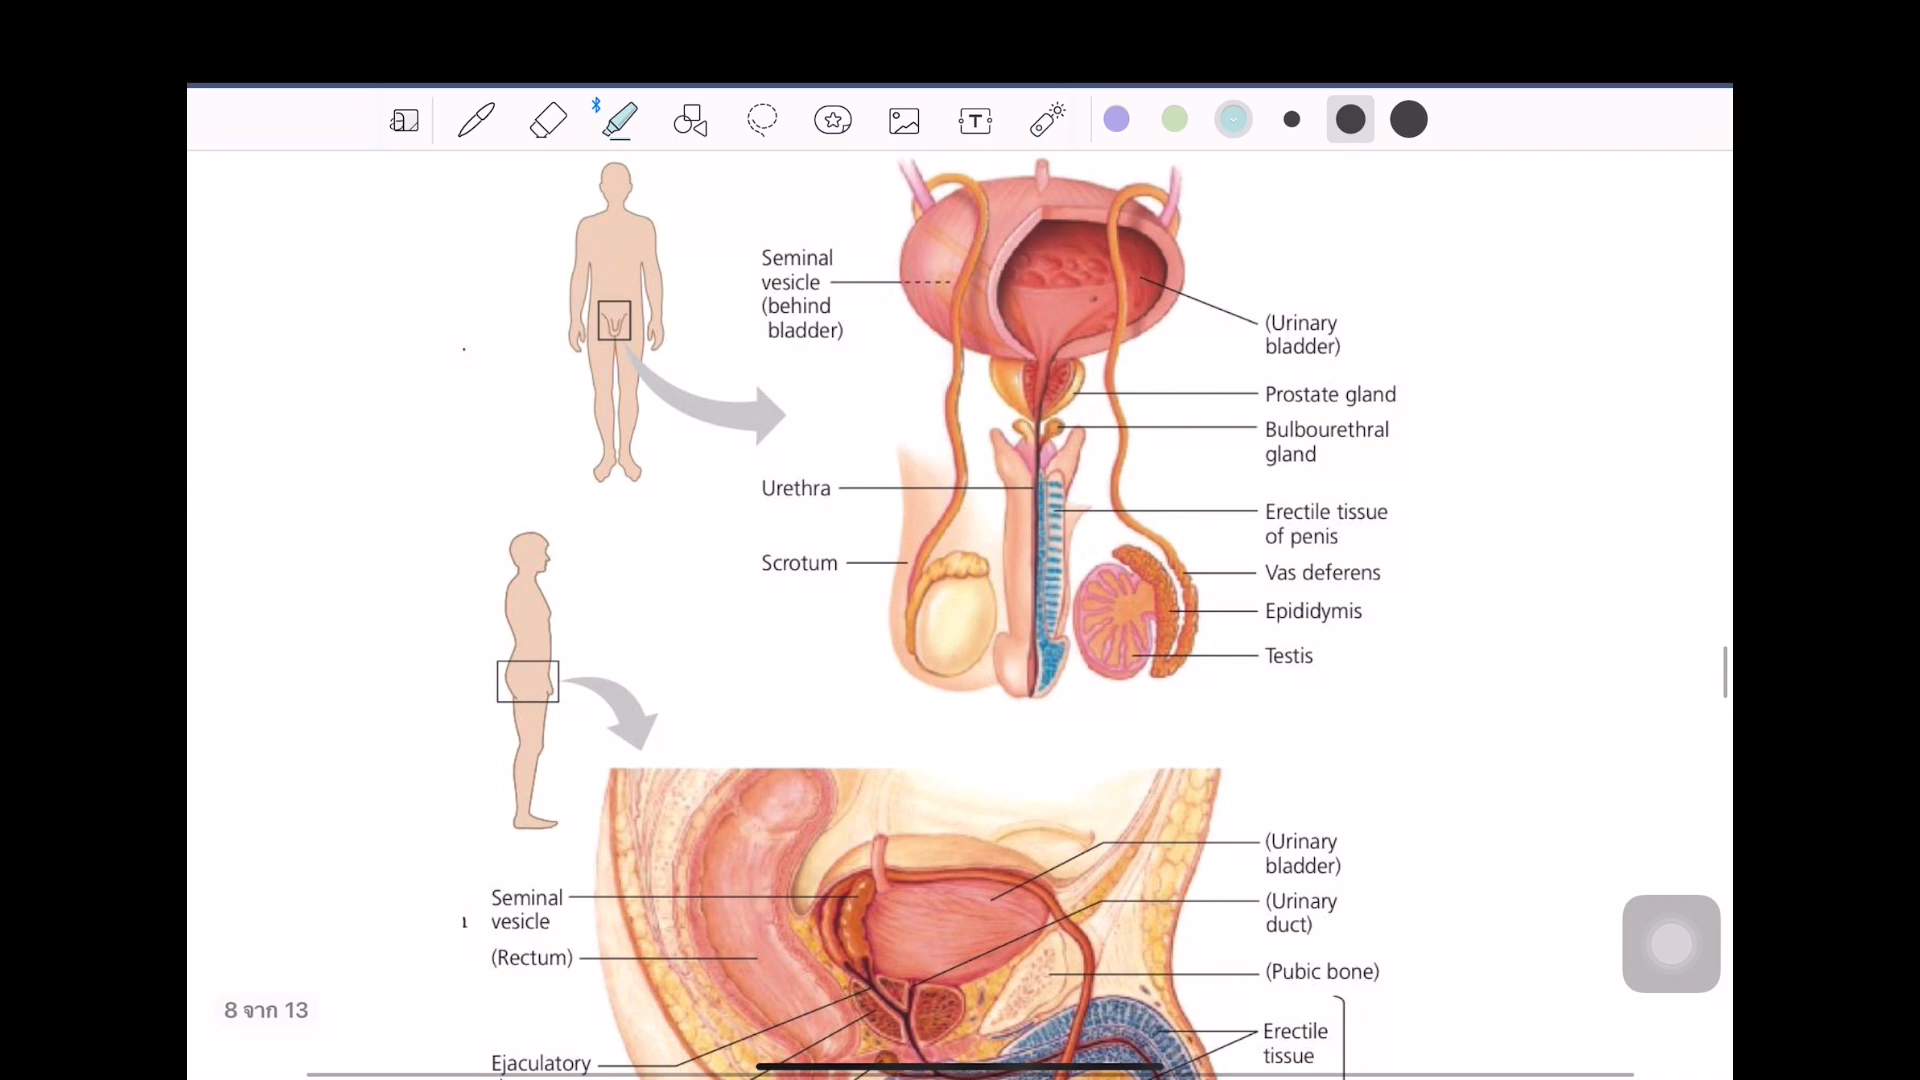 Seminal
vesicle
(behind
bladder)
(Urinary
bladder)
Prostate gland
Bulbourethral
gland
Urethra
Erectile tissue
of penis
Scrotum
Vas deferens
Epididymis
Testis
(Urinary
bladder)
Seminal
vesicle
(Urinary
duct)
(Rectum)
(Pubic bone)
8 จาก 13
Erectile
tissue
Ejaculatory